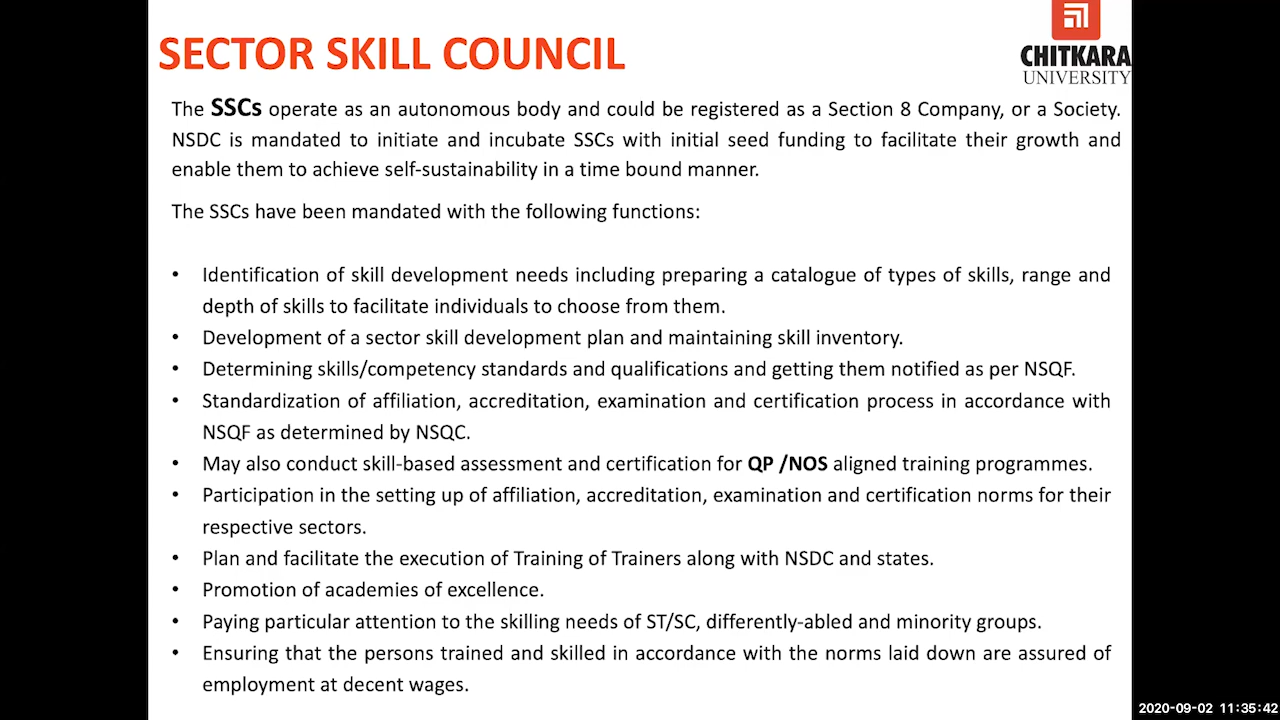 SECTOR SKILL COUNCIL
CHITKARA
UNIVERSITY
The SSCs operate as an autonomous body and could be registered as a Section 8 Company, or a Society.
NSDC is mandated to initiate and incubate SSCs with initial seed funding to facilitate their growth and
enable them to achieve self-sustainability in a time bound manner.
The SSCs have been mandated with the following functions:
• Identification of skill development needs including preparing a catalogue of types of skills, range and
depth of skills to facilitate individuals to choose from them.
• Development of a sector skill development plan and maintaining skill inventory.
• Determining skills/competency standards and qualifications and getting them notified as per NSQF.
• Standardization of affiliation, accreditation, examination and certification process in accordance with
NSQF as determined by NSQC.
• May also conduct skill-based assessment and certification for QP /NOS aligned training programmes.
• Participation in the setting up of affiliation, accreditation, examination and certification norms for their
respective sectors.
• Plan and facilitate the execution of Training of Trainers along with NSDC and states.
• Promotion of academies of excellence.
• Paying particular attention to the skilling needs of ST/SC, differently-abled and minority groups.
• Ensuring that the persons trained and skilled in accordance with the norms laid down are assured of
employment at decent wages.
2020-09-02 11:35:42